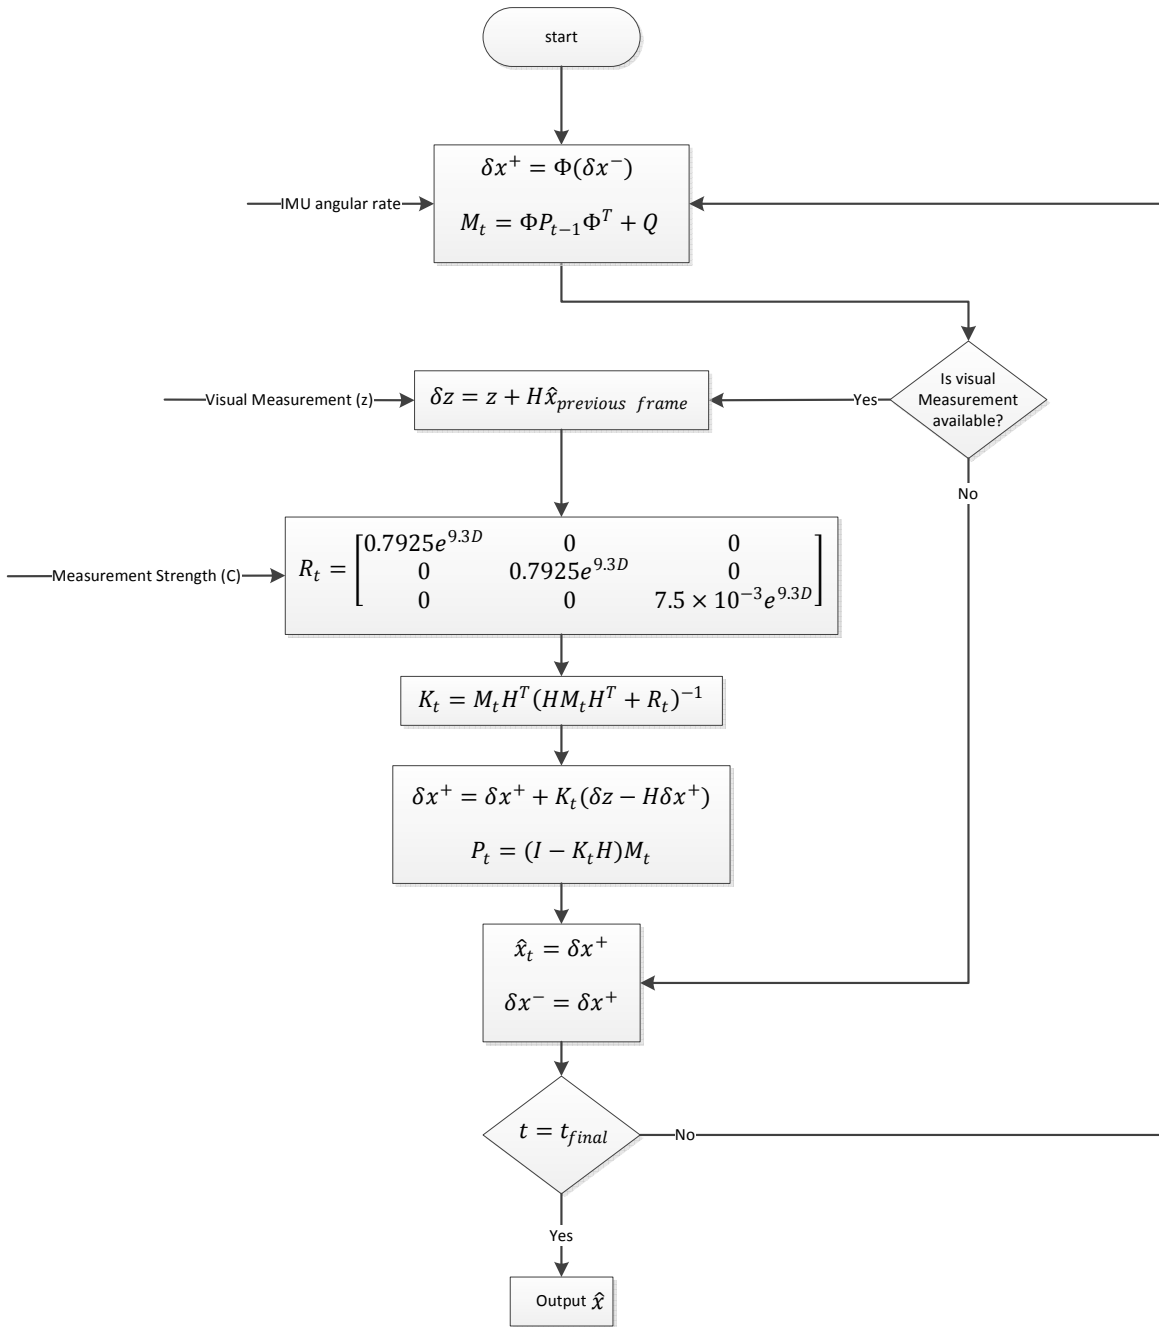 start
δx⁺ = Φ(δx⁻)
IMU angular rate
M_t = ΦP_{t−1}Φ^T + Q
Is visual
Measurement
available?
Visual Measurement (z)
δz = z + Hx̂_{previous frame}
Yes
No
Measurement Strength (C)
R_t = [0.7925e^{9.3D} 0 0
0 0.7925e^{9.3D} 0
0 0 7.5 × 10^{−3}e^{9.3D}]
K_t = M_tH^T(HM_tH^T + R_t)^{−1}
δx⁺ = δx⁺ + K_t(δz − Hδx⁺)
P_t = (I − K_tH)M_t
x̂_t = δx⁺
δx⁻ = δx⁺
t = t_{final}
No
Yes
Output x̂